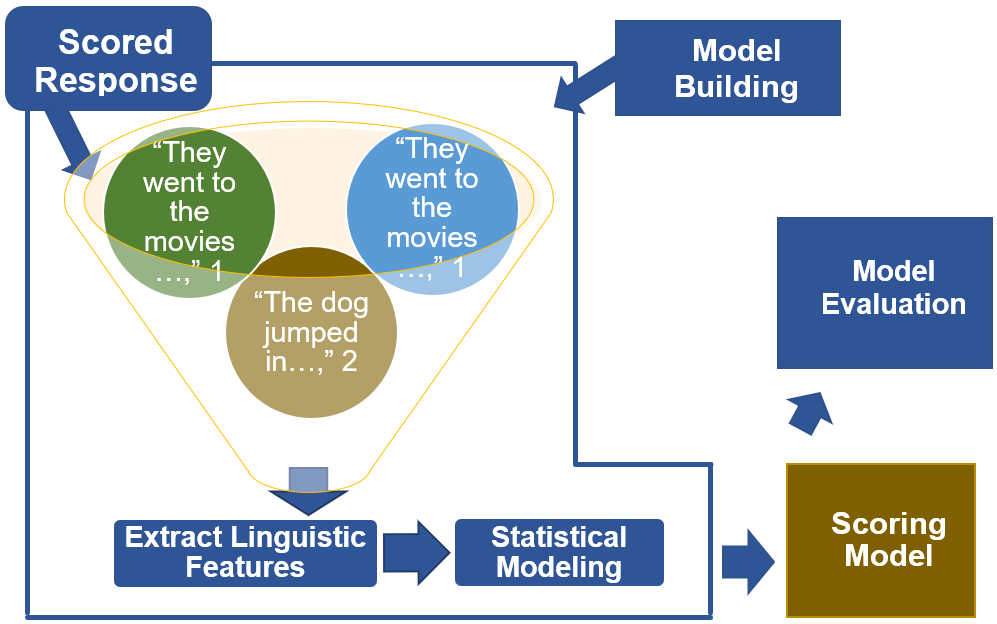 Scored
Response
Model
Building
“They
went to
the
movies
…,” 1
“They
went to
the
movies
…,” 1
“The dog
jumped
in…,” 2
Model
Evaluation
Extract Linguistic
Features
Statistical
Modeling
Scoring
Model